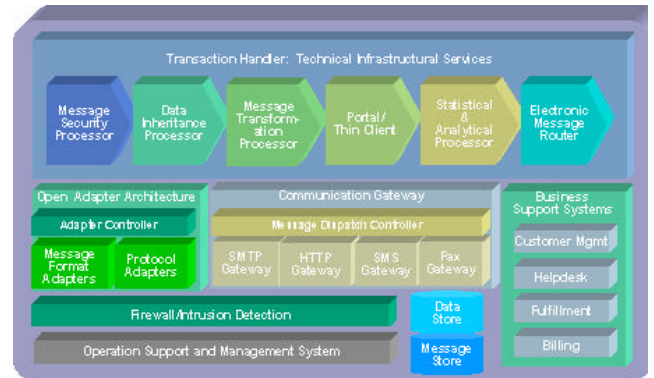 Transaction Handler: Technical Infrastructural Services
Message
Security
Processor
Data
Inheritance
Processor
Message
Transform-
ation
Processor
Portal/
Thin Client
Statistical
&
Analytical
Processor
Electronic
Message
Router
Open Adapter Architecture
Adapter Controller
Message
Format
Adapters
Protocol
Adapters
Communication Gateway
Message Dispatch Controller
SMTP
Gateway
HTTP
Gateway
SMS
Gateway
Fax
Gateway
Business
Support Systems
Customer Mgmt
Helpdesk
Fulfillment
Billing
Firewall/Intrusion Detection
Operation Support and Management System
Data
Store
Message
Store